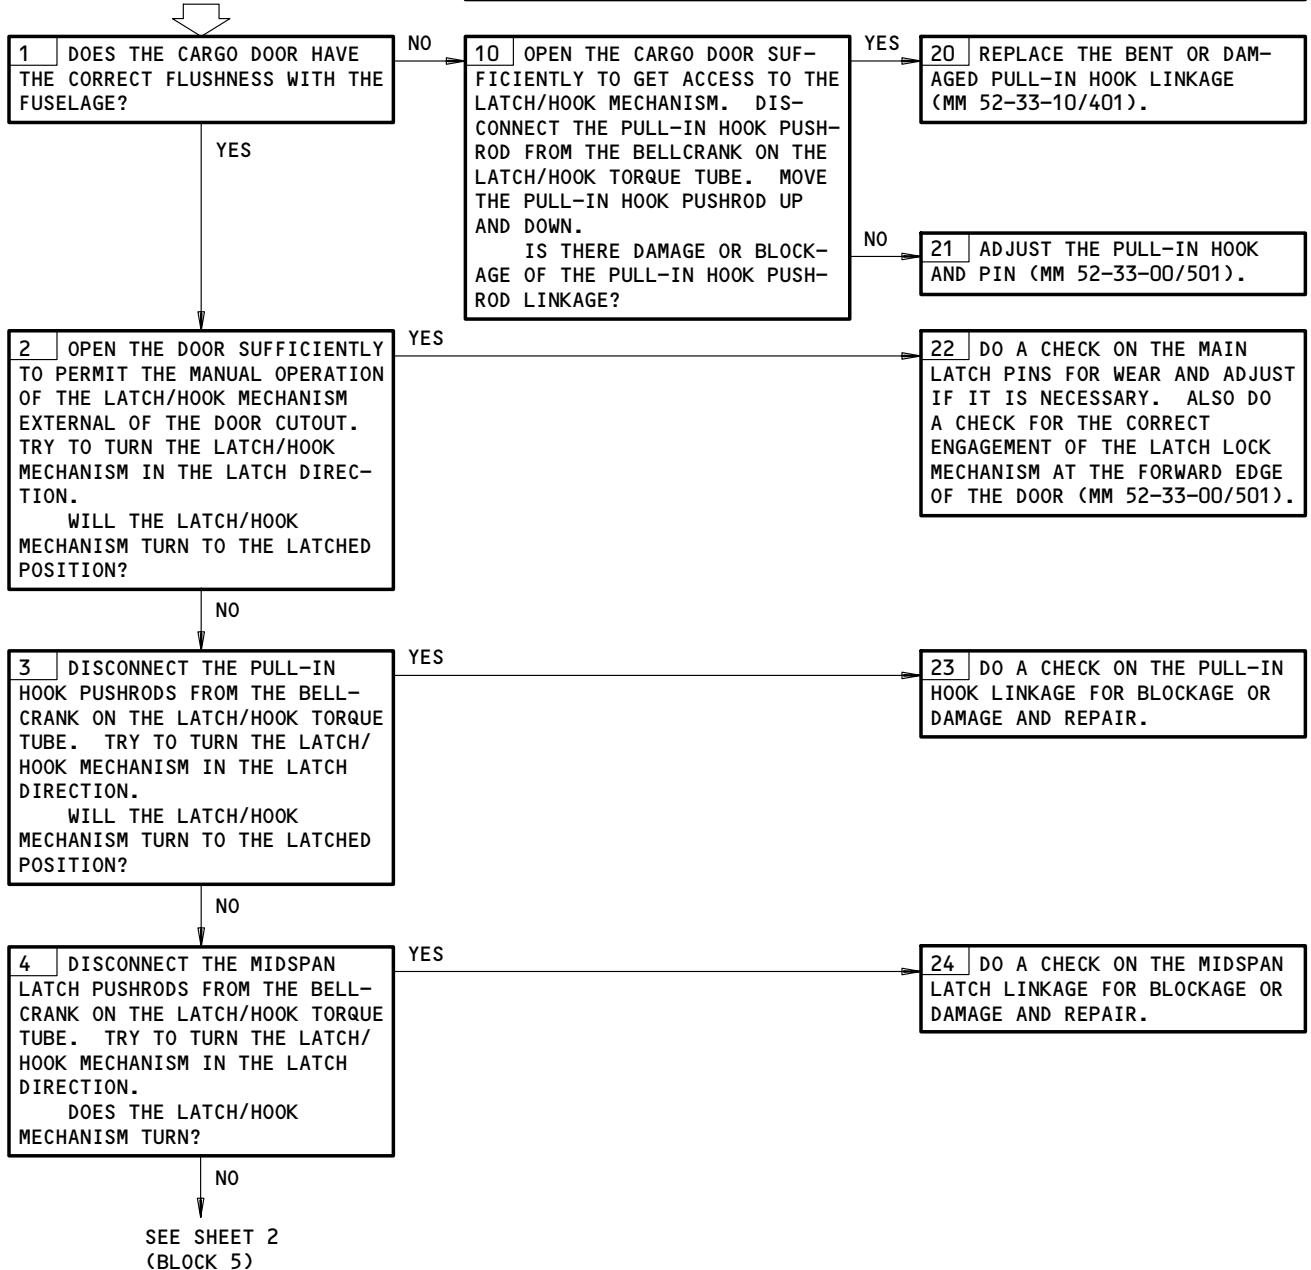 1 DOES THE CARGO DOOR HAVE
THE CORRECT FLUSHNESS WITH THE
FUSELAGE?
NO
10 OPEN THE CARGO DOOR SUF-
FICIENTLY TO GET ACCESS TO THE
LATCH/HOOK MECHANISM. DIS-
CONNECT THE PULL-IN HOOK PUSH-
ROD FROM THE BELLCRANK ON THE
LATCH/HOOK TORQUE TUBE. MOVE
THE PULL-IN HOOK PUSHROD UP
AND DOWN.
IS THERE DAMAGE OR BLOCK-
AGE OF THE PULL-IN HOOK PUSH-
ROD LINKAGE?
YES
20 REPLACE THE BENT OR DAM-
AGED PULL-IN HOOK LINKAGE
(MM 52-33-10/401).
NO
21 ADJUST THE PULL-IN HOOK
AND PIN (MM 52-33-00/501).
YES
2 OPEN THE DOOR SUFFICIENTLY
TO PERMIT THE MANUAL OPERATION
OF THE LATCH/HOOK MECHANISM
EXTERNAL OF THE DOOR CUTOUT.
TRY TO TURN THE LATCH/HOOK
MECHANISM IN THE LATCH DIREC-
TION.
WILL THE LATCH/HOOK
MECHANISM TURN TO THE LATCHED
POSITION?
YES
22 DO A CHECK ON THE MAIN
LATCH PINS FOR WEAR AND ADJUST
IF IT IS NECESSARY. ALSO DO
A CHECK FOR THE CORRECT
ENGAGEMENT OF THE LATCH LOCK
MECHANISM AT THE FORWARD EDGE
OF THE DOOR (MM 52-33-00/501).
NO
3 DISCONNECT THE PULL-IN
HOOK PUSHRODS FROM THE BELL-
CRANK ON THE LATCH/HOOK TORQUE
TUBE. TRY TO TURN THE LATCH/
HOOK MECHANISM IN THE LATCH
DIRECTION.
WILL THE LATCH/HOOK
MECHANISM TURN TO THE LATCHED
POSITION?
YES
23 DO A CHECK ON THE PULL-IN
HOOK LINKAGE FOR BLOCKAGE OR
DAMAGE AND REPAIR.
NO
4 DISCONNECT THE MIDSPAN
LATCH PUSHRODS FROM THE BELL-
CRANK ON THE LATCH/HOOK TORQUE
TUBE. TRY TO TURN THE LATCH/
HOOK MECHANISM IN THE LATCH
DIRECTION.
DOES THE LATCH/HOOK
MECHANISM TURN?
YES
24 DO A CHECK ON THE MIDSPAN
LATCH LINKAGE FOR BLOCKAGE OR
DAMAGE AND REPAIR.
NO
SEE SHEET 2
(BLOCK 5)